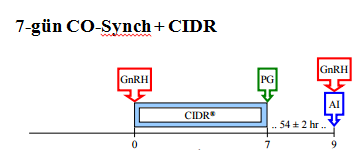 7-gün CO-Synch + CIDR
GnRH
PG
GnRH
AI
CIDR®
.. 54 ± 2 hr ..
0
7
9